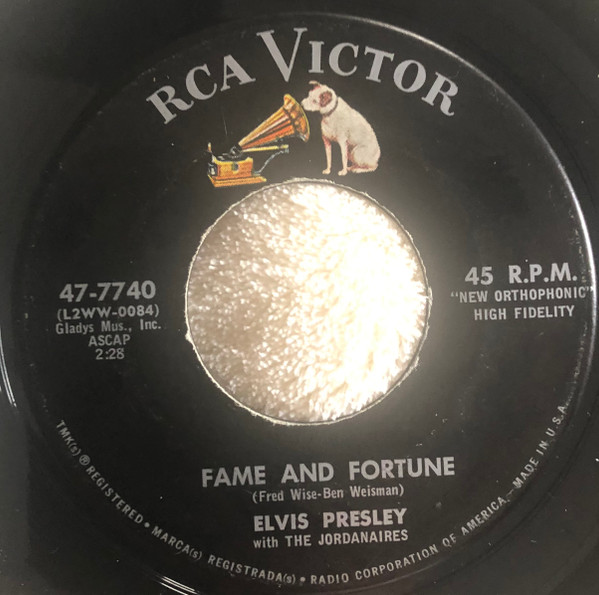 RCA VICTOR
47-7740
(L2WW-0084)
Gladys Mus., Inc.
ASCAP
2:28
45 R.P.M.
"NEW ORTHOPHONIC"
HIGH FIDELITY
FAME AND FORTUNE
(Fred Wise-Ben Weisman)
ELVIS PRESLEY
with THE JORDANAIRES
TMK(s) ® REGISTERED • MARCA(s) REGISTRADA(s) • RADIO CORPORATION OF AMERICA – MADE IN U.S.A.